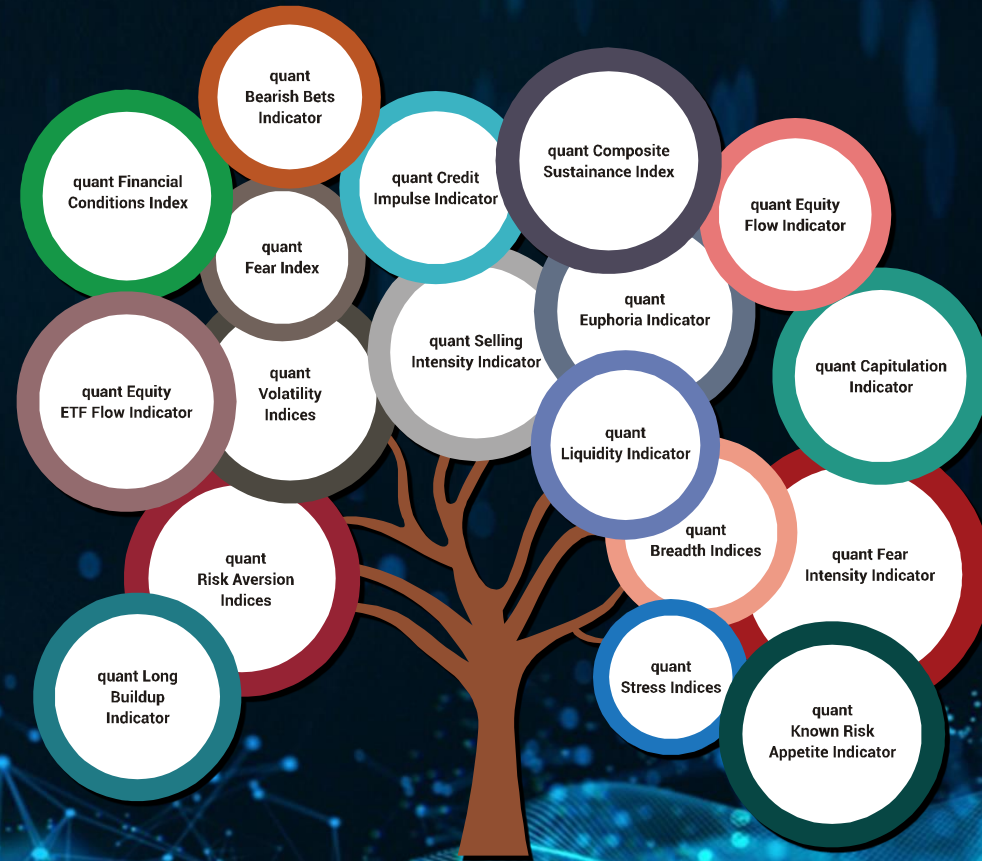 quant
Bearish Bets
Indicator
quant Financial
Conditions Index
quant Credit
Impulse Indicator
quant Composite
Sustainance Index
quant Equity
Flow Indicator
quant
Fear Index
quant
Euphoria Indicator
quant Selling
Intensity Indicator
quant Equity
ETF Flow Indicator
quant
Volatility
Indices
quant Capitulation
Indicator
quant
Liquidity Indicator
quant
Breadth Indices
quant
Risk Aversion
Indices
quant Fear
Intensity Indicator
quant Long
Buildup
Indicator
quant
Stress Indices
quant
Known Risk
Appetite Indicator